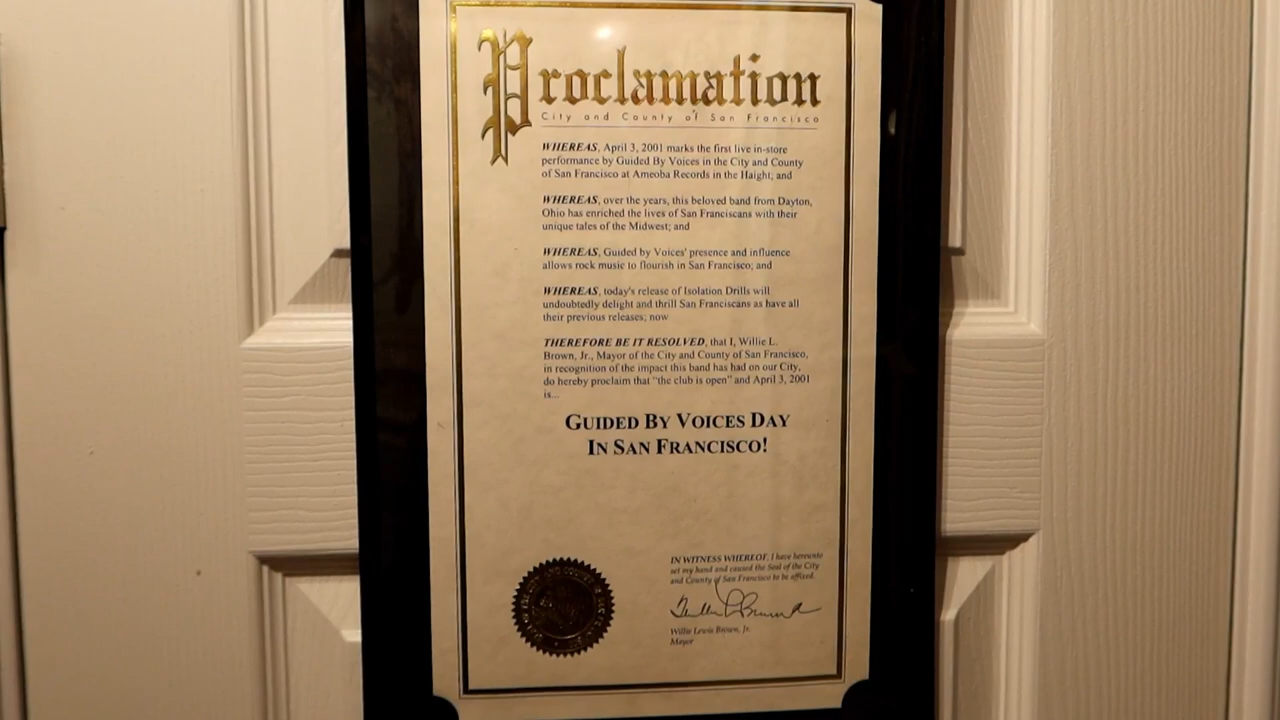 Proclamation
City and County of San Francisco
WHEREAS, April 3, 2001 marks the first live in-store
performance by Guided By Voices in the City and County
of San Francisco at Ameoba Records in the Haight; and
WHEREAS, over the years, this beloved band from Dayton,
Ohio has enriched the lives of San Franciscans with their
unique tales of the Midwest; and
WHEREAS, Guided by Voices' presence and influence
allows rock music to flourish in San Francisco; and
WHEREAS, today's release of Isolation Drills will
undoubtedly delight and thrill San Franciscans as have all
their previous releases; now
THEREFORE BE IT RESOLVED, that I, Willie L.
Brown, Jr., Mayor of the City and County of San Francisco,
in recognition of the impact this band has had on our City,
do hereby proclaim that "the club is open" and April 3, 2001
is...
GUIDED BY VOICES DAY
IN SAN FRANCISCO!
IN WITNESS WHEREOF, I have hereunto
set my hand and caused the Seal of the City
and County of San Francisco to be affixed.
Willie Lewis Brown, Jr.
Mayor